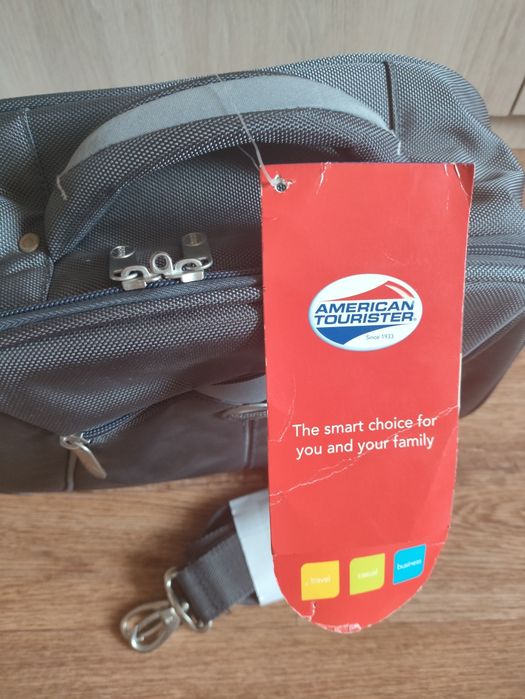 AMERICAN
TOURISTER®
Since 1933
The smart choice for
you and your family
travel
casual
business